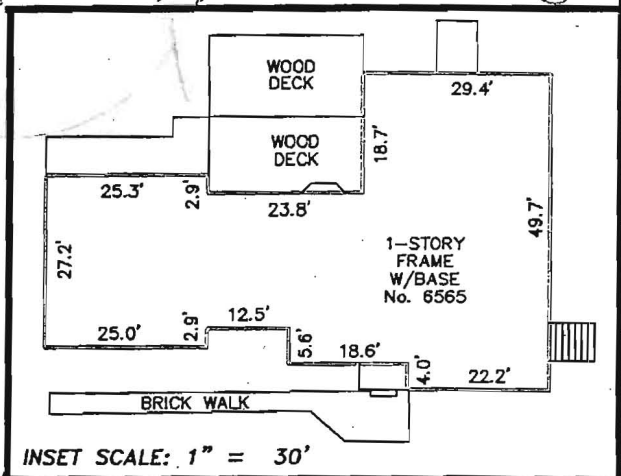 WOOD
DECK
29.4'
WOOD
DECK
18.7'
25.3'
2.9'
23.8'
49.7'
27.2'
1-STORY
FRAME
W/BASE
No. 6565
12.5'
25.0'
2.9'
5.6'
18.6'
4.0'
22.2'
BRICK WALK
INSET SCALE: 1" = 30'